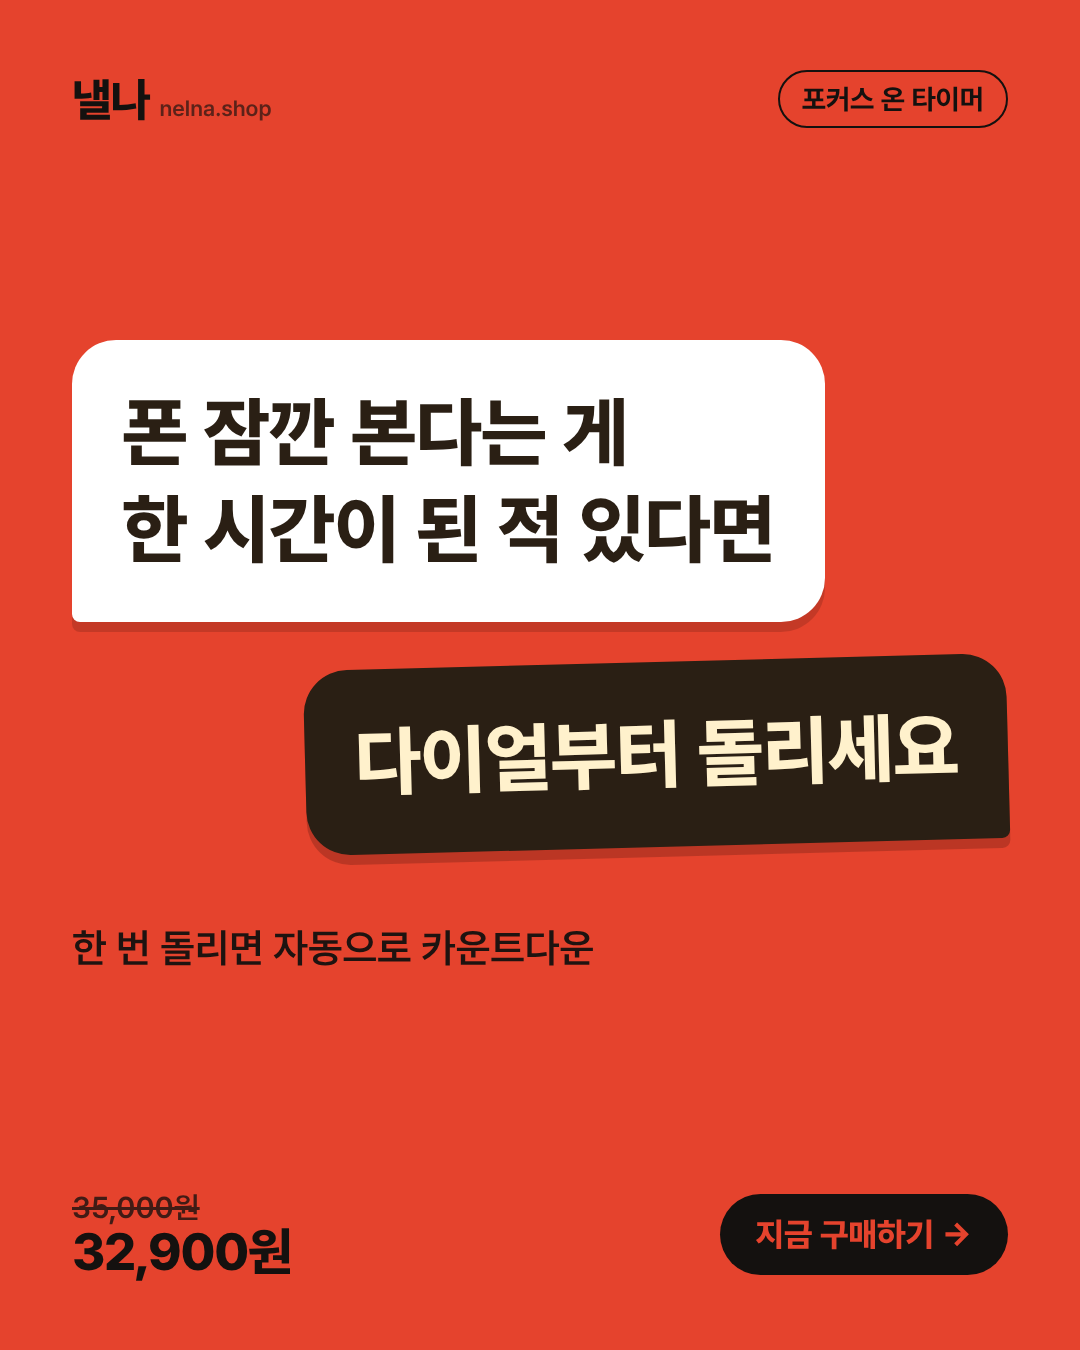 낼나 nelna.shop
포커스 온 타이머
폰 잠깐 본다는 게
한 시간이 된 적 있다면
다이얼부터 돌리세요
한 번 돌리면 자동으로 카운트다운
35,000원
32,900원
지금 구매하기 →